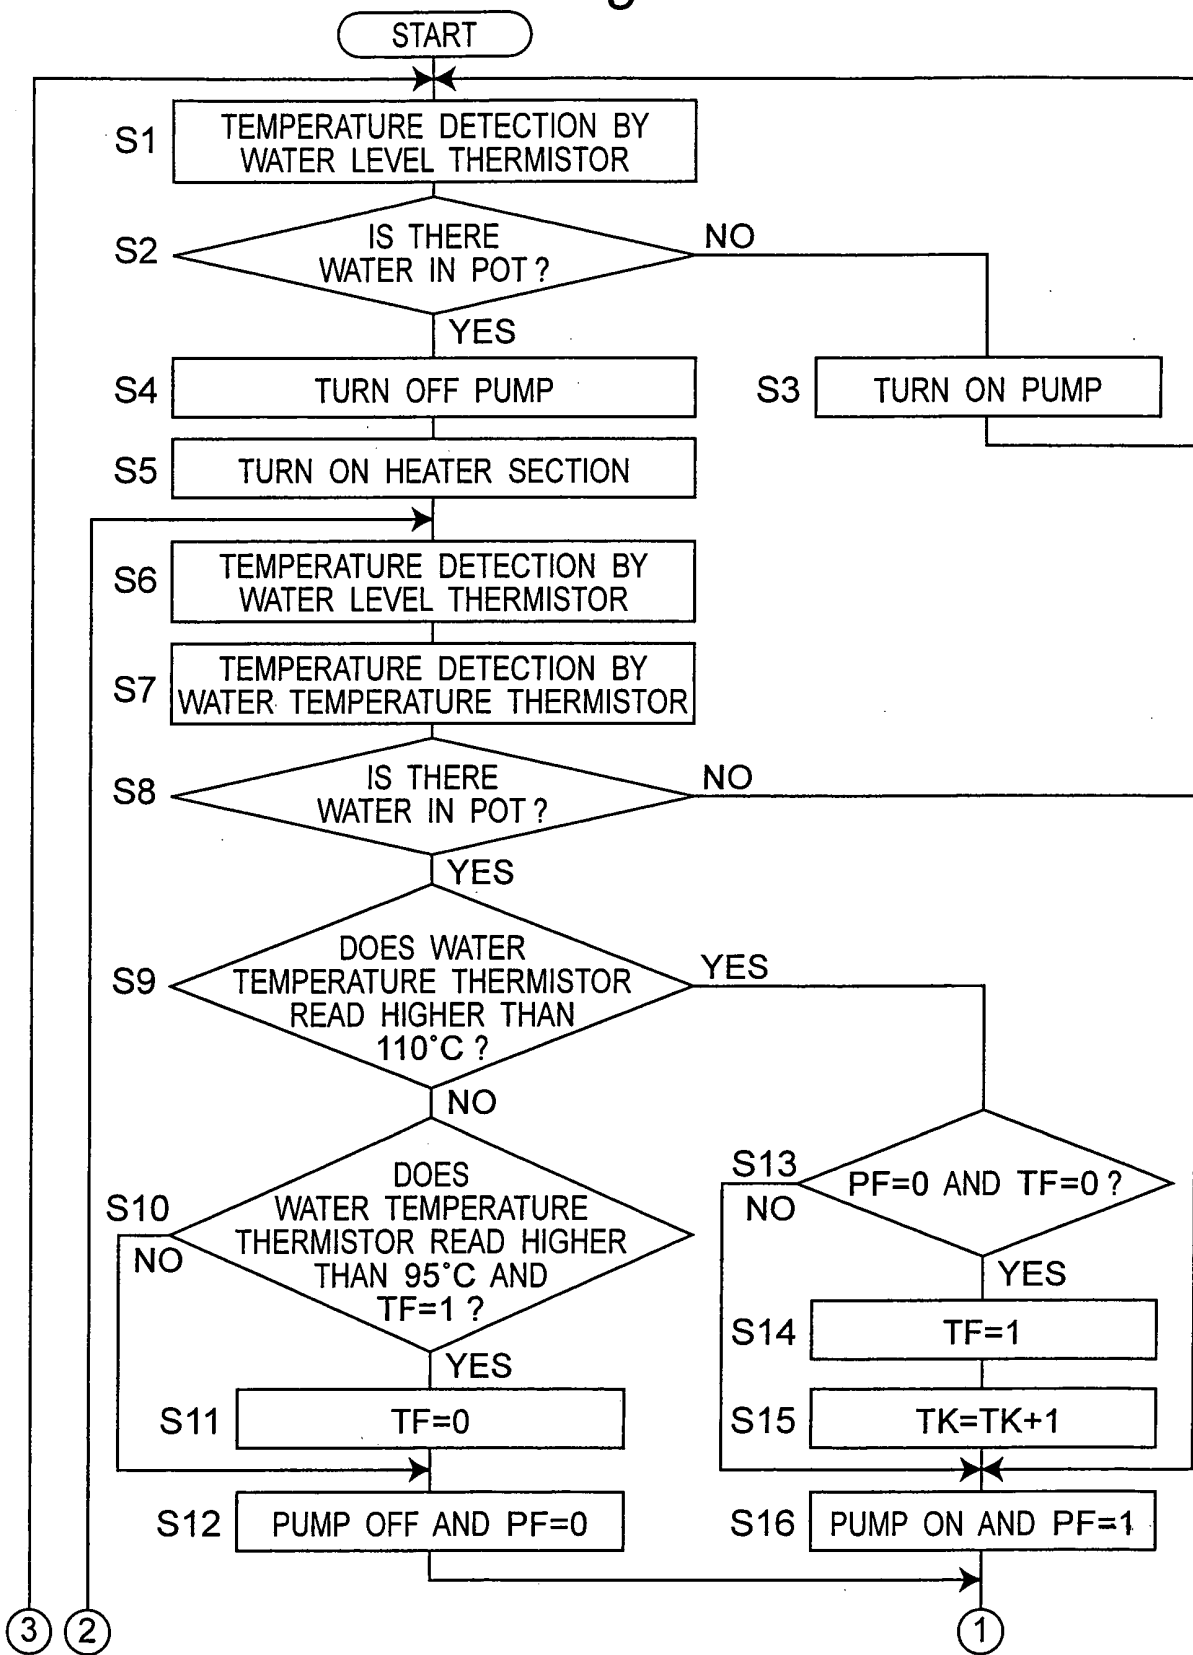 START
S1
TEMPERATURE DETECTION BY
WATER LEVEL THERMISTOR
S2
IS THERE
WATER IN POT ?
NO
YES
S4
TURN OFF PUMP
S3
TURN ON PUMP
S5
TURN ON HEATER SECTION
S6
TEMPERATURE DETECTION BY
WATER LEVEL THERMISTOR
S7
TEMPERATURE DETECTION BY
WATER TEMPERATURE THERMISTOR
S8
IS THERE
WATER IN POT ?
NO
YES
S9
DOES WATER
TEMPERATURE THERMISTOR
READ HIGHER THAN
110°C ?
YES
NO
S10
NO
DOES
WATER TEMPERATURE
THERMISTOR READ HIGHER
THAN 95°C AND
TF=1 ?
YES
S13
NO
PF=0 AND TF=0 ?
YES
S14
TF=1
S11
TF=0
S15
TK=TK+1
S12
PUMP OFF AND PF=0
S16
PUMP ON AND PF=1
3
2
1